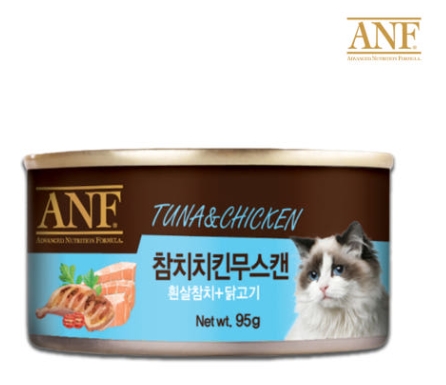 ANF
ADVANCED NUTRITION FORMULA
ANF
ADVANCED NUTRITION FORMULA
TUNA&CHICKEN
참치치킨무스캔
흰살참치+닭고기
Net wt. 95g